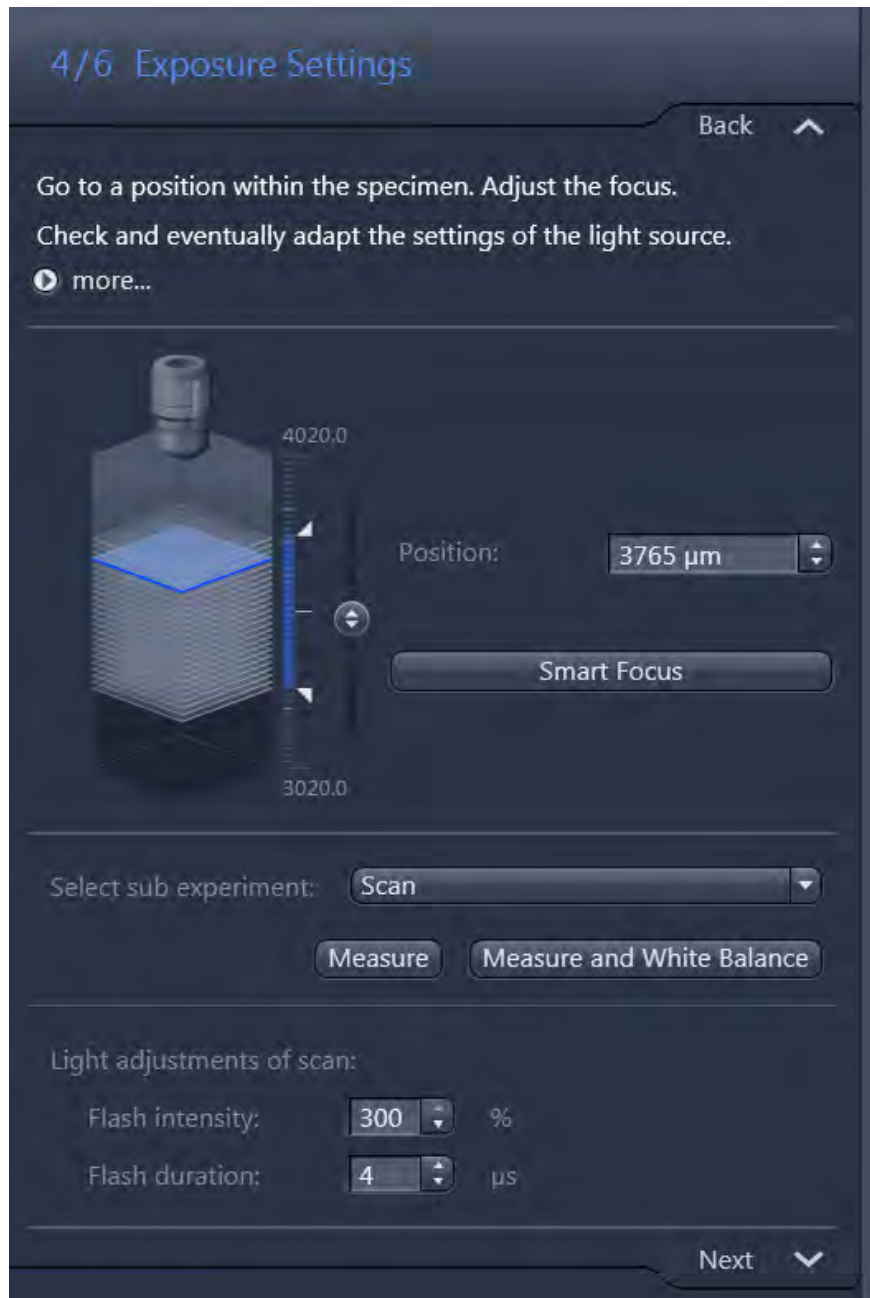 4/6 Exposure Settings
Back
Go to a position within the specimen. Adjust the focus.
Check and eventually adapt the settings of the light source.
more...
4020.0
Position: 3765 µm
Smart Focus
3020.0
Select sub experiment: Scan
Measure Measure and White Balance
Light adjustments of scan:
Flash intensity: 300 %
Flash duration: 4 µs
Next